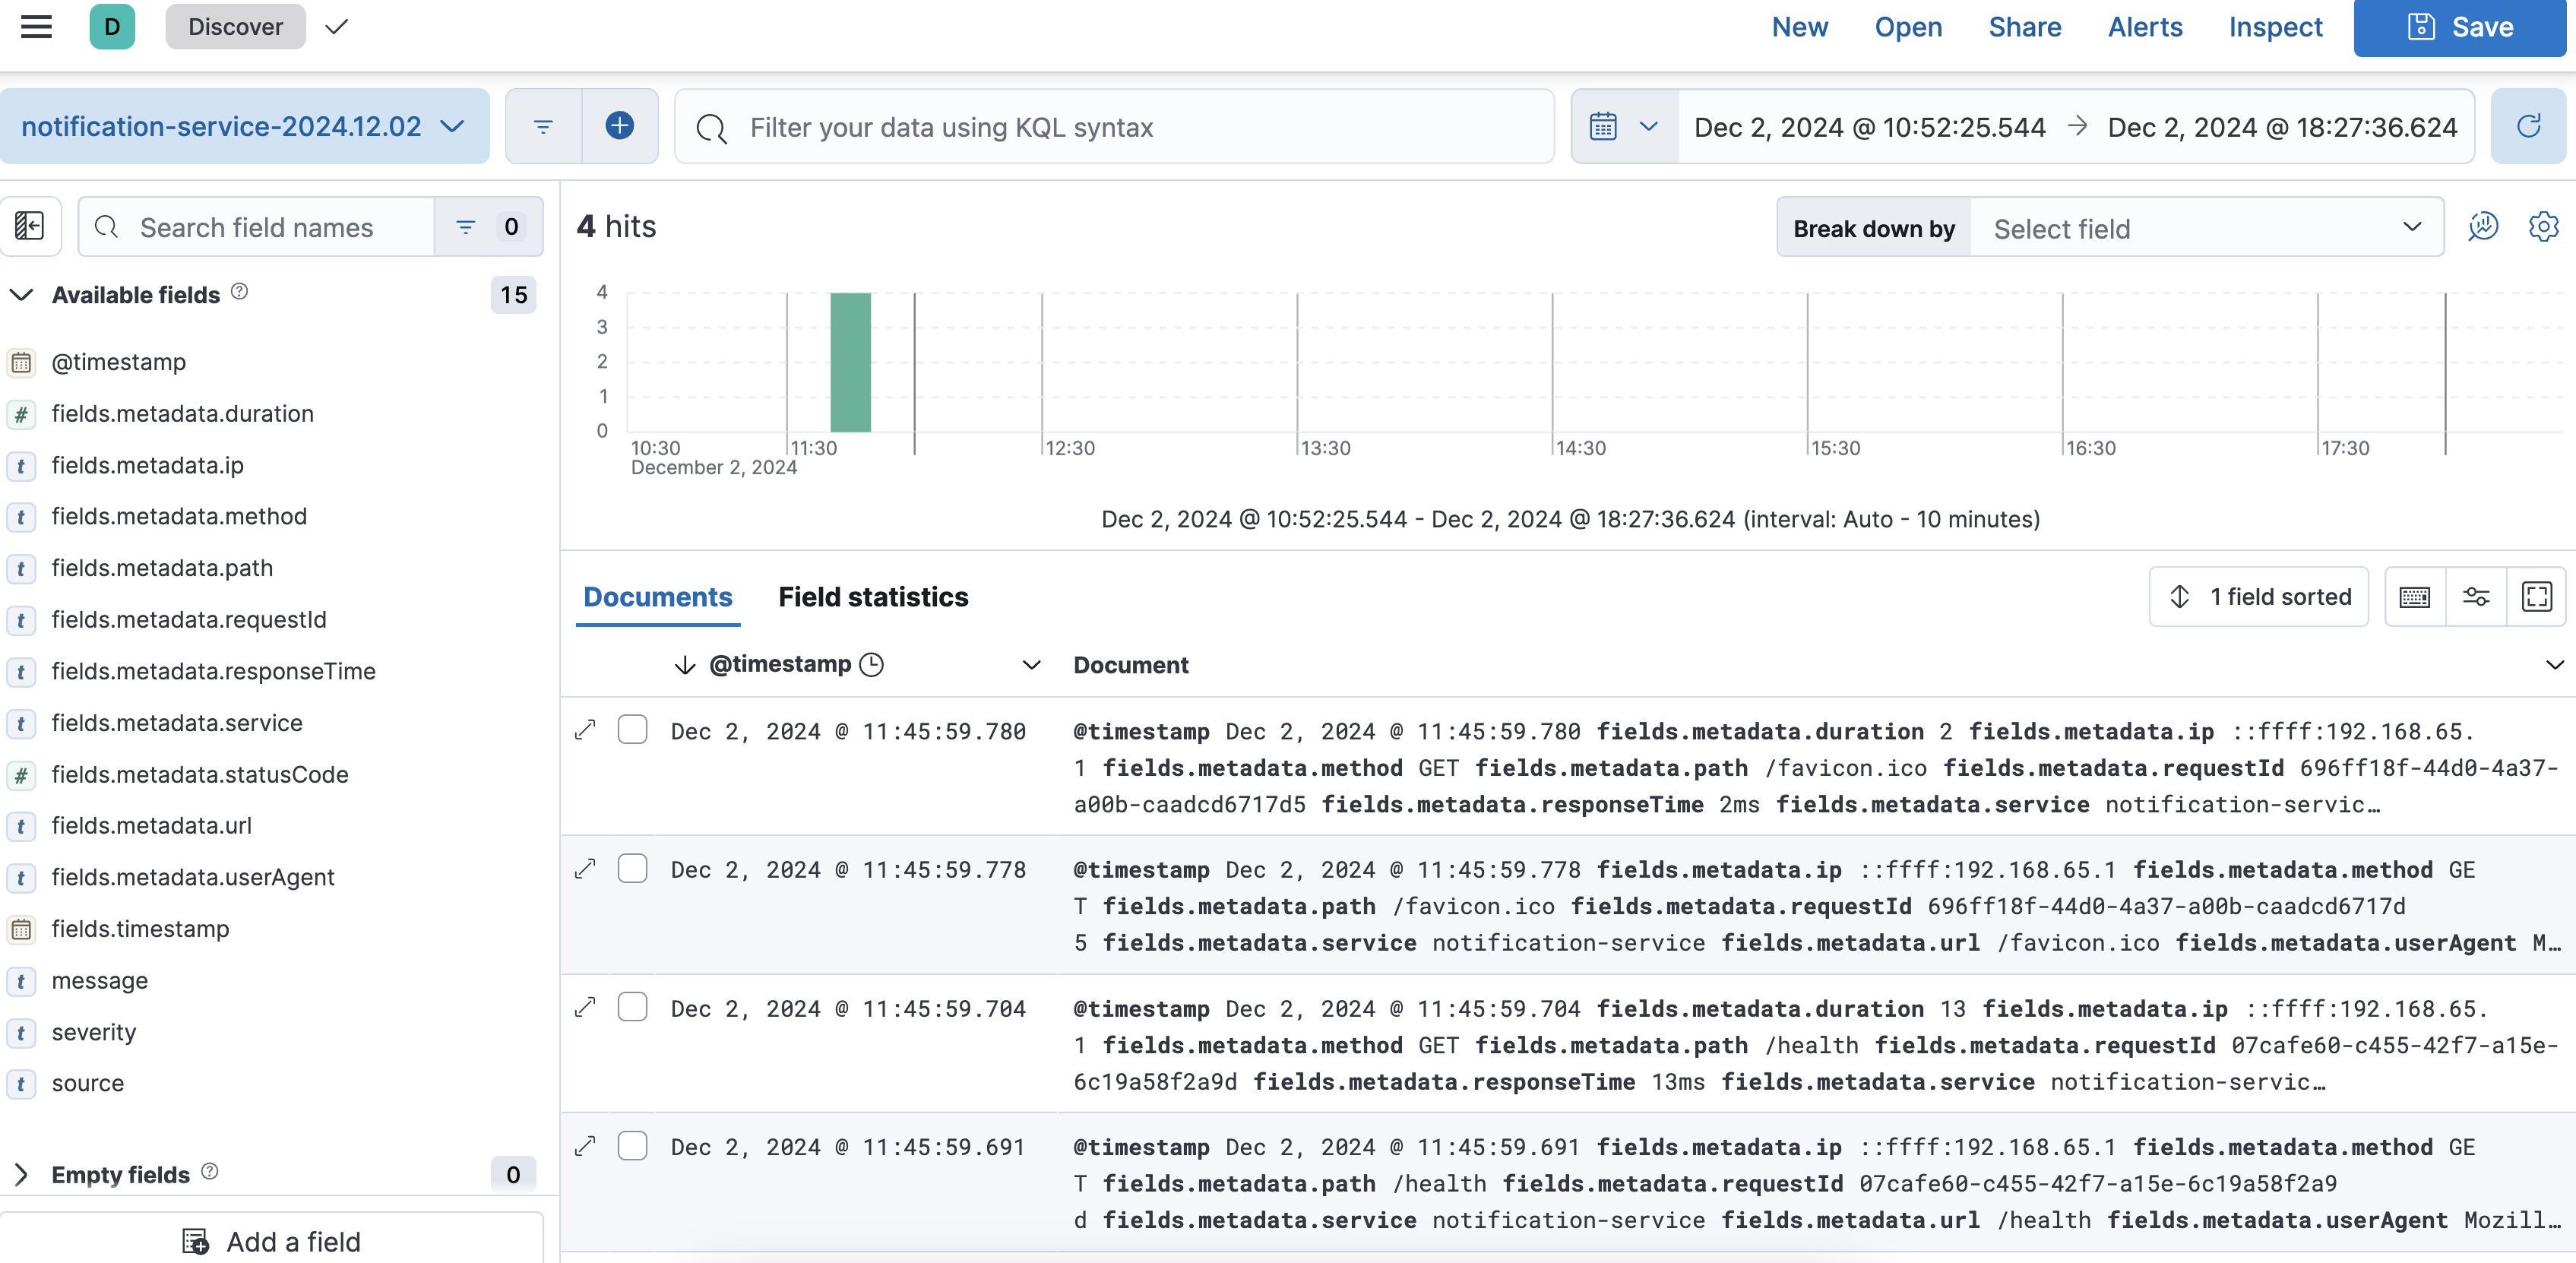 D Discover New Open Share Alerts Inspect Save
notification-service-2024.12.02 Filter your data using KQL syntax Dec 2, 2024 @ 10:52:25.544 → Dec 2, 2024 @ 18:27:36.624
Search field names 0
Available fields 15
@timestamp
# fields.metadata.duration
t fields.metadata.ip
t fields.metadata.method
t fields.metadata.path
t fields.metadata.requestId
t fields.metadata.responseTime
t fields.metadata.service
# fields.metadata.statusCode
t fields.metadata.url
t fields.metadata.userAgent
fields.timestamp
t message
t severity
t source
Empty fields 0
Add a field
4 hits Break down by Select field
4
3
2
1
0
10:30 11:30 12:30 13:30 14:30 15:30 16:30 17:30
December 2, 2024
Dec 2, 2024 @ 10:52:25.544 - Dec 2, 2024 @ 18:27:36.624 (interval: Auto - 10 minutes)
Documents Field statistics 1 field sorted
@timestamp Document
Dec 2, 2024 @ 11:45:59.780 @timestamp Dec 2, 2024 @ 11:45:59.780 fields.metadata.duration 2 fields.metadata.ip ::ffff:192.168.65.
1 fields.metadata.method GET fields.metadata.path /favicon.ico fields.metadata.requestId 696ff18f-44d0-4a37-
a00b-caadcd6717d5 fields.metadata.responseTime 2ms fields.metadata.service notification-servic…
Dec 2, 2024 @ 11:45:59.778 @timestamp Dec 2, 2024 @ 11:45:59.778 fields.metadata.ip ::ffff:192.168.65.1 fields.metadata.method GE
T fields.metadata.path /favicon.ico fields.metadata.requestId 696ff18f-44d0-4a37-a00b-caadcd6717d
5 fields.metadata.service notification-service fields.metadata.url /favicon.ico fields.metadata.userAgent M…
Dec 2, 2024 @ 11:45:59.704 @timestamp Dec 2, 2024 @ 11:45:59.704 fields.metadata.duration 13 fields.metadata.ip ::ffff:192.168.65.
1 fields.metadata.method GET fields.metadata.path /health fields.metadata.requestId 07cafe60-c455-42f7-a15e-
6c19a58f2a9d fields.metadata.responseTime 13ms fields.metadata.service notification-servic…
Dec 2, 2024 @ 11:45:59.691 @timestamp Dec 2, 2024 @ 11:45:59.691 fields.metadata.ip ::ffff:192.168.65.1 fields.metadata.method GE
T fields.metadata.path /health fields.metadata.requestId 07cafe60-c455-42f7-a15e-6c19a58f2a9
d fields.metadata.service notification-service fields.metadata.url /health fields.metadata.userAgent Mozill…